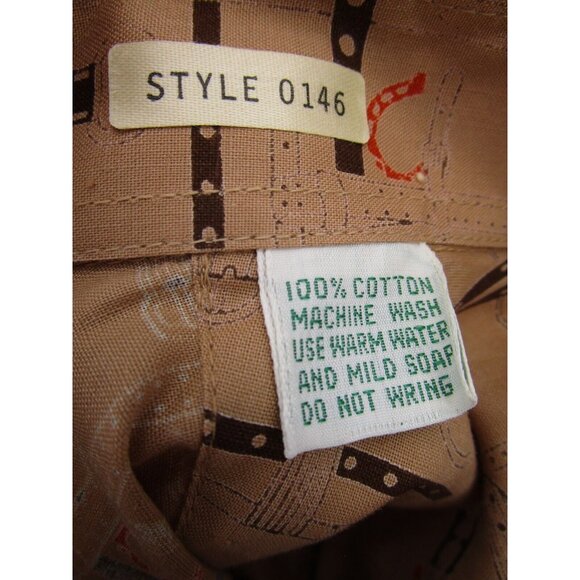 STYLE 0146
100% COTTON
MACHINE WASH
USE WARM WATER
AND MILD SOAP
DO NOT WRING